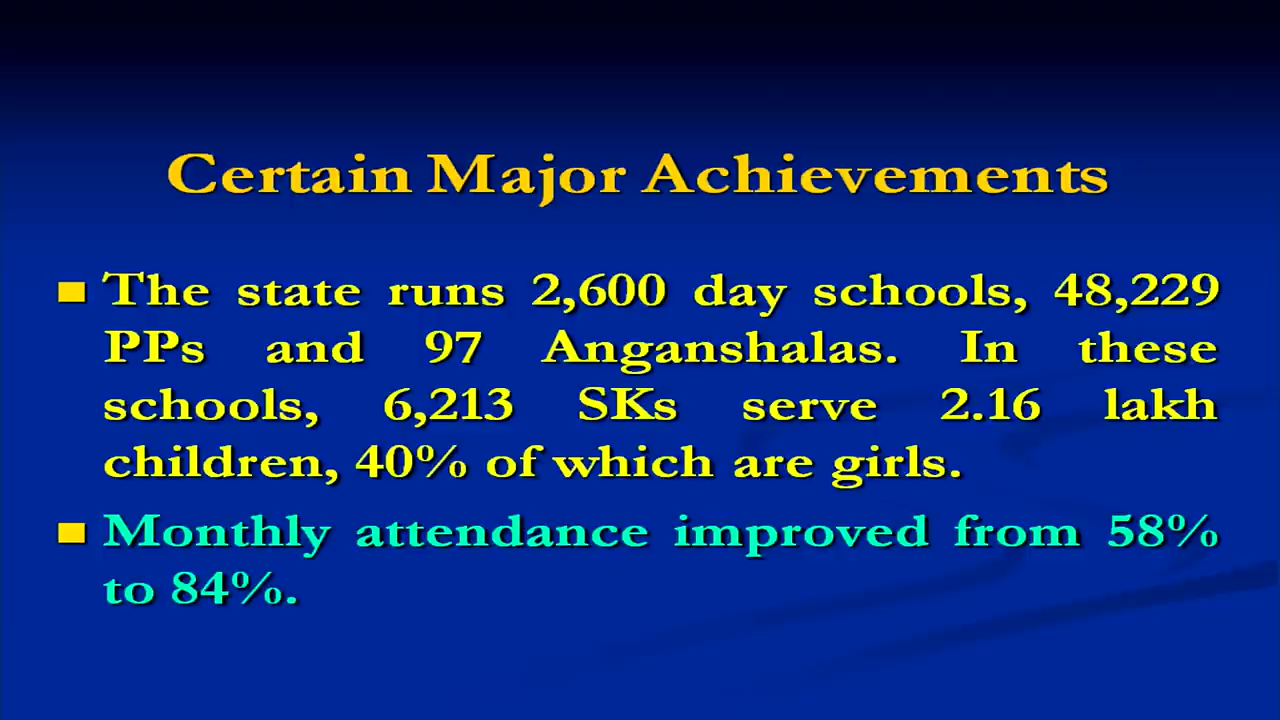 Certain Major Achievements
The state runs 2,600 day schools, 48,229
PPs and 97 Anganshalas. In these
schools, 6,213 SKs serve 2.16 lakh
children, 40% of which are girls.
Monthly attendance improved from 58%
to 84%.